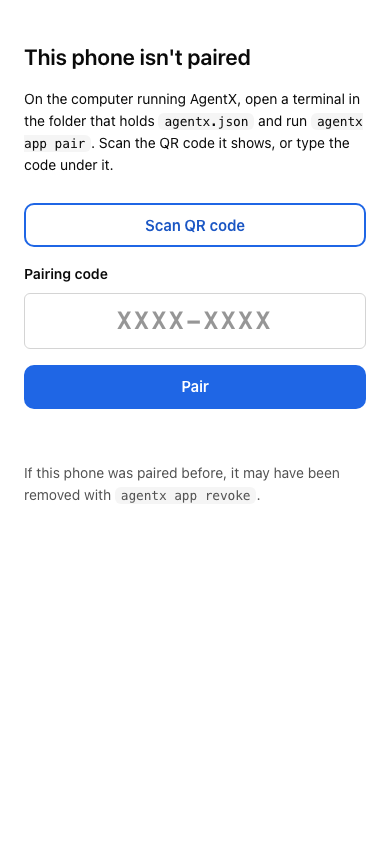 This phone isn't paired
On the computer running AgentX, open a terminal in
the folder that holds agentx.json and run agentx
app pair. Scan the QR code it shows, or type the
code under it.
Scan QR code
Pairing code
XXXX–XXXX
Pair
If this phone was paired before, it may have been
removed with agentx app revoke.